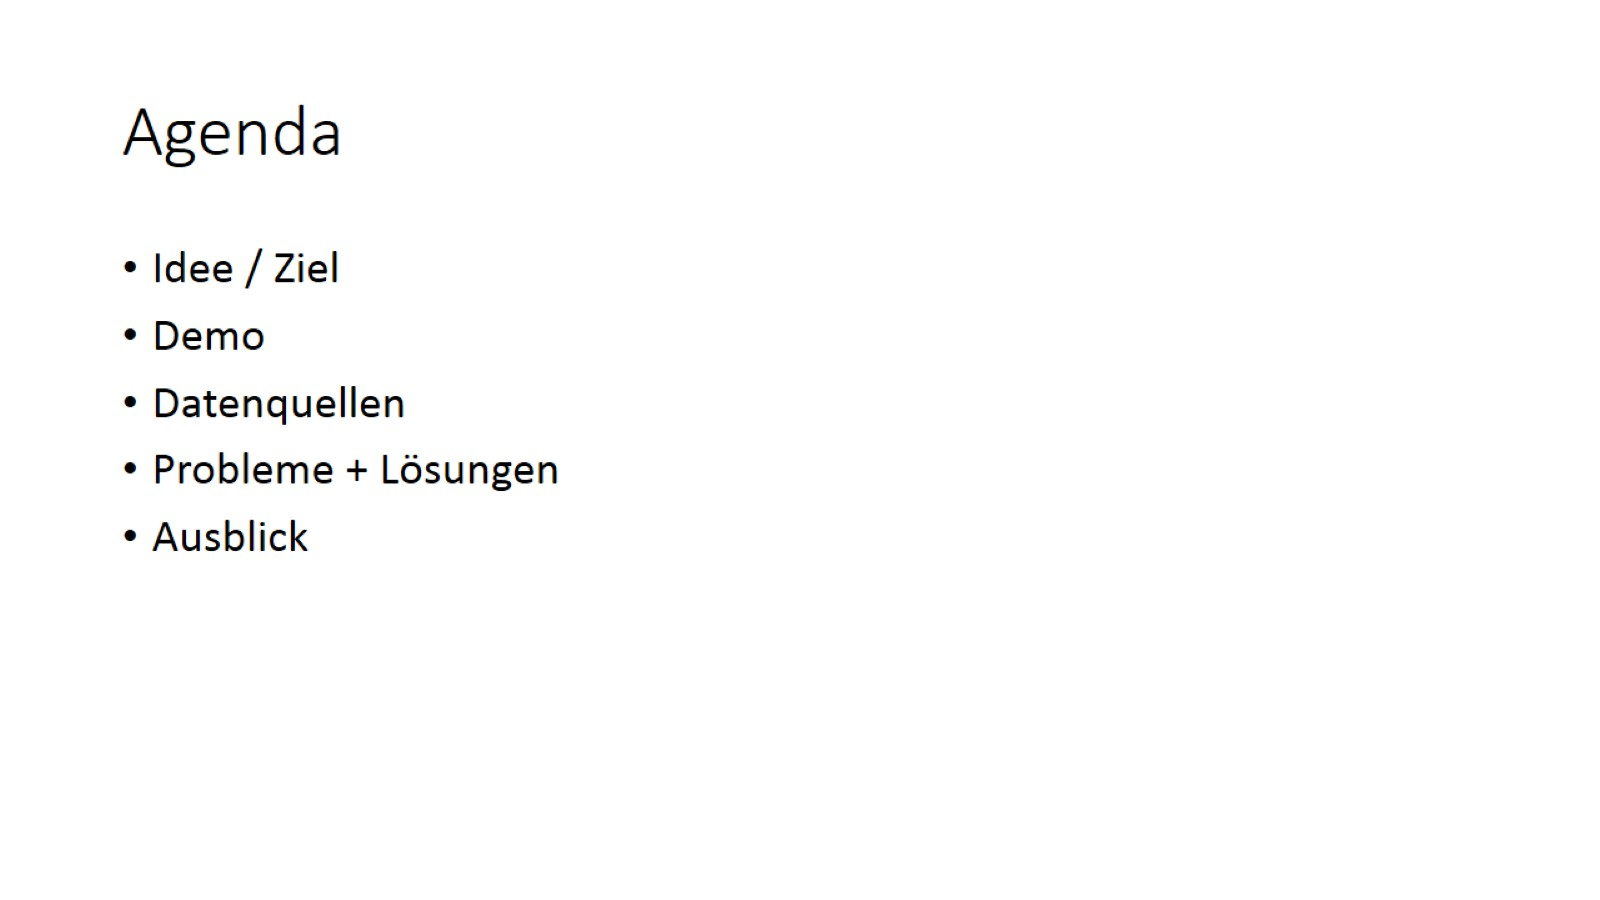 Agenda
• Idee / Ziel
• Demo
• Datenquellen
• Probleme + Lösungen
• Ausblick